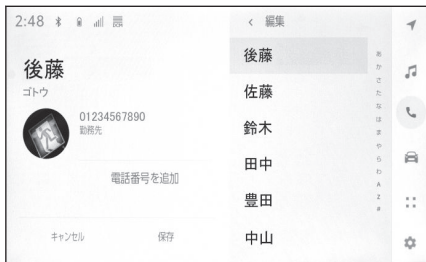 2:48
後藤
ゴトウ
01234567890
勤務先
電話番号を追加
キャンセル
保存
編集
後藤
佐藤
鈴木
田中
豊田
中山
あ
か
さ
た
な
は
ま
や
ら
わ
A
Z
#